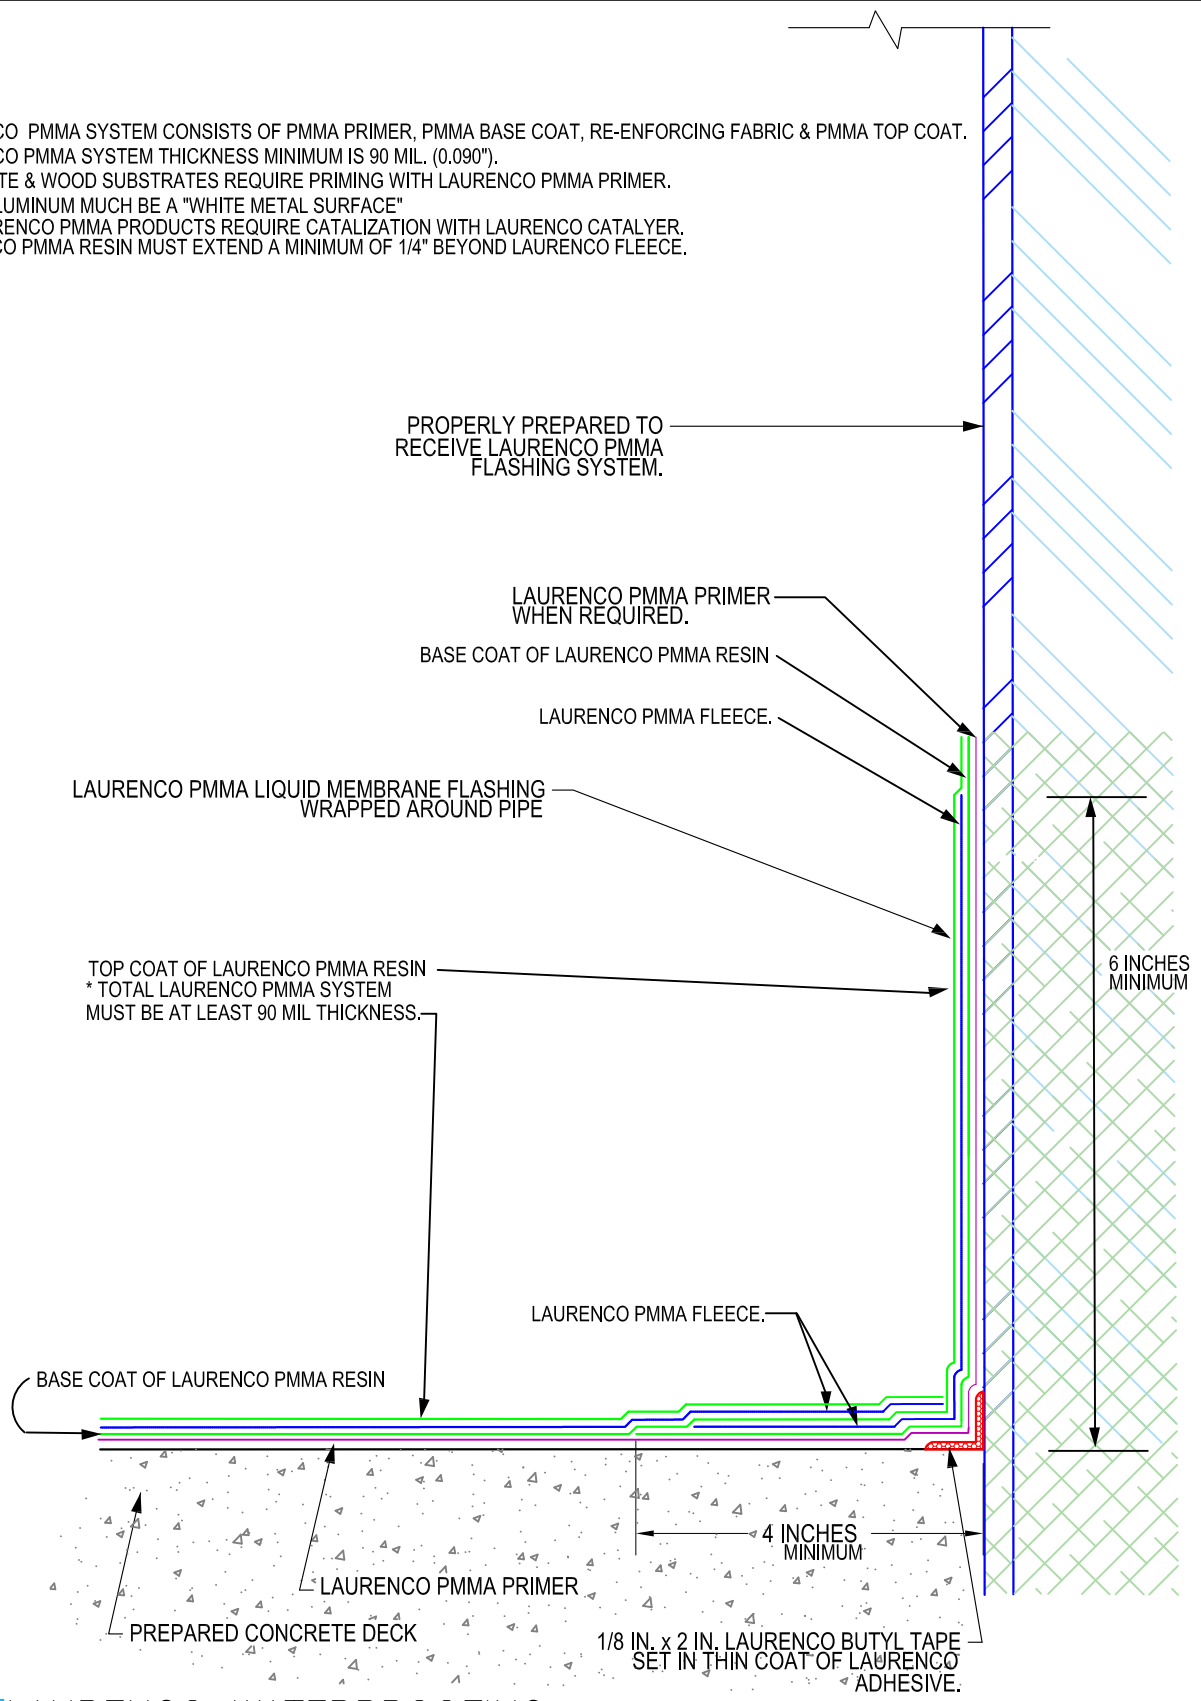 CO PMMA SYSTEM CONSISTS OF PMMA PRIMER, PMMA BASE COAT, RE-ENFORCING FABRIC & PMMA TOP COAT.
CO PMMA SYSTEM THICKNESS MINIMUM IS 90 MIL. (0.090").
TE & WOOD SUBSTRATES REQUIRE PRIMING WITH LAURENCO PMMA PRIMER.
LUMINUM MUCH BE A "WHITE METAL SURFACE"
RENCO PMMA PRODUCTS REQUIRE CATALIZATION WITH LAURENCO CATALYER.
CO PMMA RESIN MUST EXTEND A MINIMUM OF 1/4" BEYOND LAURENCO FLEECE.
PROPERLY PREPARED TO
RECEIVE LAURENCO PMMA
FLASHING SYSTEM.
LAURENCO PMMA PRIMER
WHEN REQUIRED.
BASE COAT OF LAURENCO PMMA RESIN
LAURENCO PMMA FLEECE.
LAURENCO PMMA LIQUID MEMBRANE FLASHING
WRAPPED AROUND PIPE
TOP COAT OF LAURENCO PMMA RESIN
* TOTAL LAURENCO PMMA SYSTEM
MUST BE AT LEAST 90 MIL THICKNESS.
6 INCHES
MINIMUM
LAURENCO PMMA FLEECE.
BASE COAT OF LAURENCO PMMA RESIN
4 INCHES
MINIMUM
LAURENCO PMMA PRIMER
PREPARED CONCRETE DECK
1/8 IN. x 2 IN. LAURENCO BUTYL TAPE
SET IN THIN COAT OF LAURENCO
ADHESIVE.